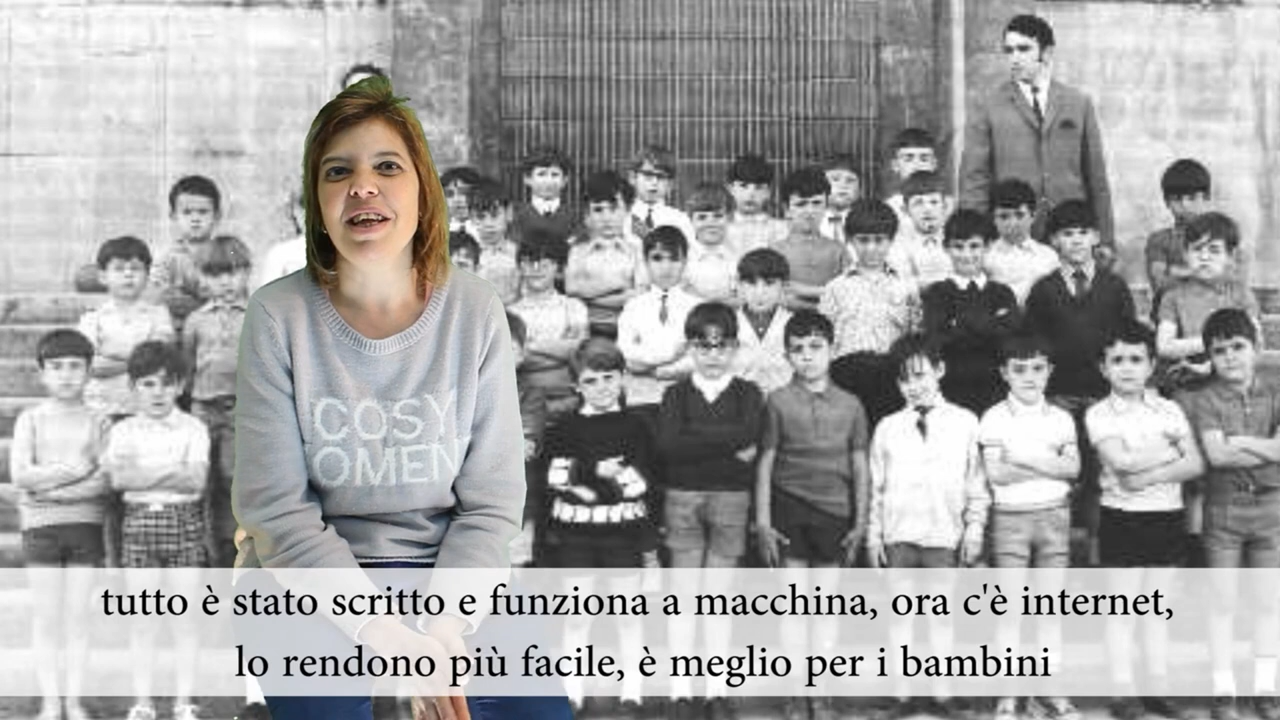 COSY
OMEN
tutto è stato scritto e funziona a macchina, ora c'è internet,
lo rendono più facile, è meglio per i bambini